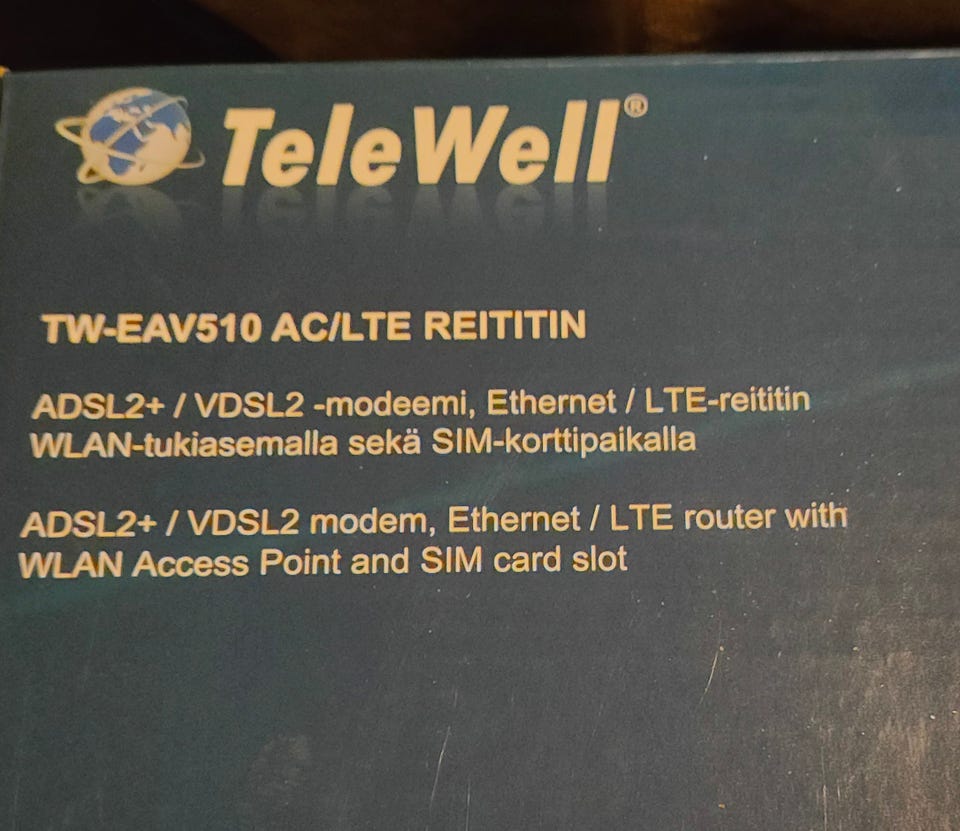 TeleWell®
TW-EAV510 AC/LTE REITITIN
ADSL2+ / VDSL2 -modeemi, Ethernet / LTE-reititin
WLAN-tukiasemalla sekä SIM-korttipaikalla
ADSL2+ / VDSL2 modem, Ethernet / LTE router with
WLAN Access Point and SIM card slot